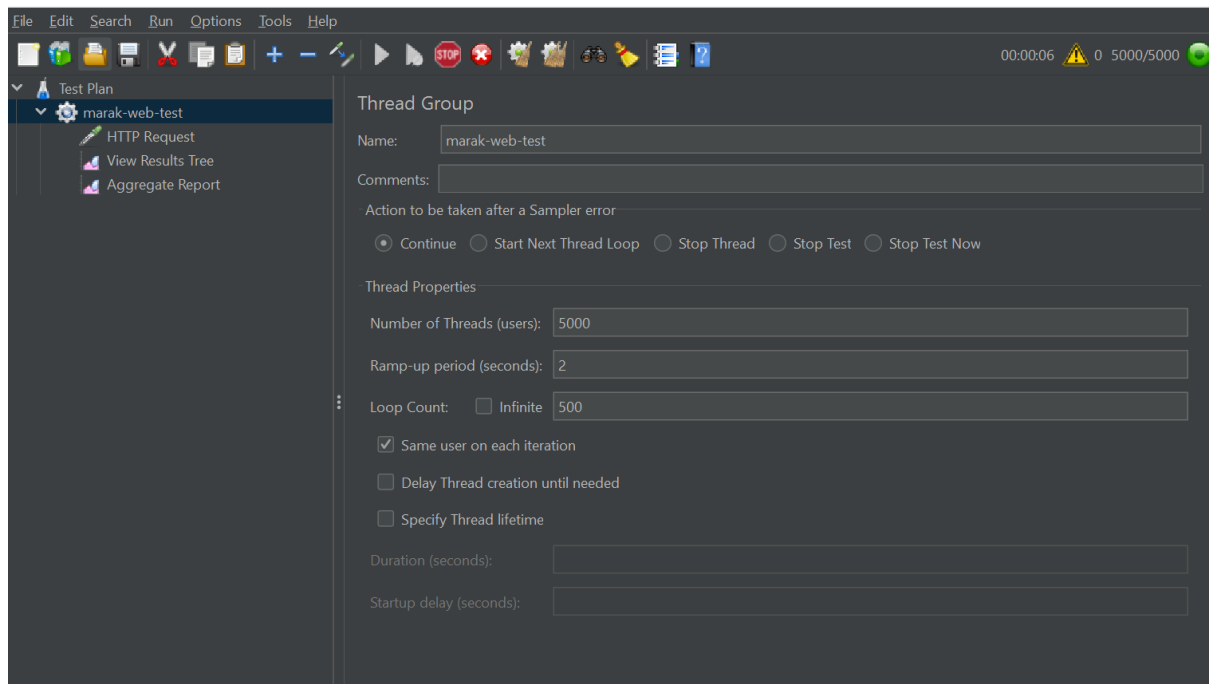 File Edit Search Run Options Tools Help
STOP 00:00:06 0 5000/5000
Test Plan
marak-web-test
HTTP Request
View Results Tree
Aggregate Report
Thread Group
Name: marak-web-test
Comments:
Action to be taken after a Sampler error
Continue Start Next Thread Loop Stop Thread Stop Test Stop Test Now
Thread Properties
Number of Threads (users): 5000
Ramp-up period (seconds): 2
Loop Count: Infinite 500
Same user on each iteration
Delay Thread creation until needed
Specify Thread lifetime
Duration (seconds):
Startup delay (seconds):